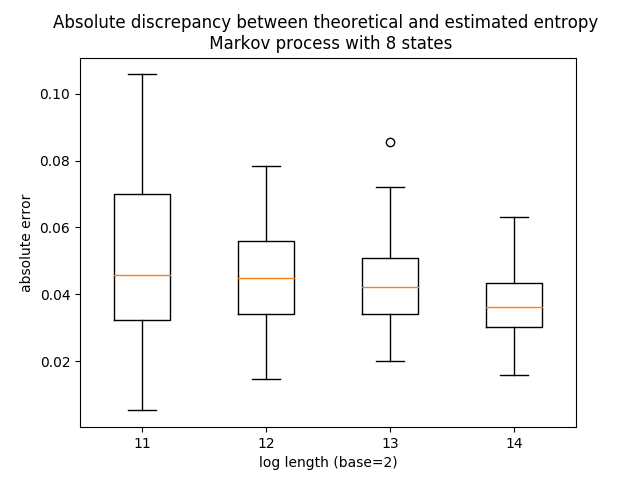 Absolute discrepancy between theoretical and estimated entropy
Markov process with 8 states
absolute error
0.10
0.08
0.06
0.04
0.02
11 12 13 14
log length (base=2)